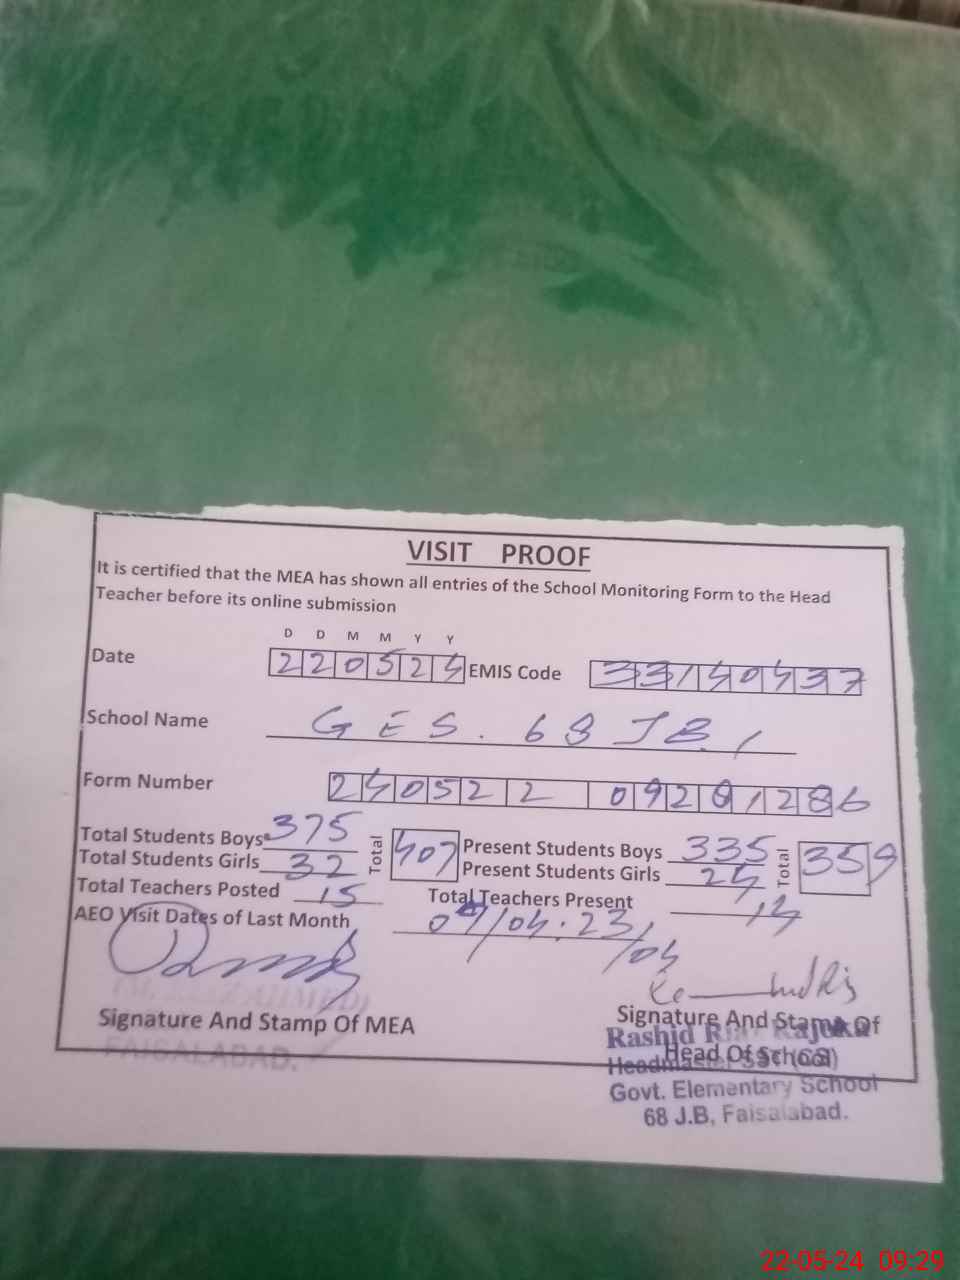 VISIT PROOF
It is certified that the MEA has shown all entries of the School Monitoring Form to the Head
Teacher before its online submission
D D M M Y Y
Date 220524 EMIS Code 33140437
School Name GES. 68 JB,
Form Number 240522 09201286
Total Students Boys 375 Total 407 Present Students Boys 335 Total 359
Total Students Girls 32 Present Students Girls 24
Total Teachers Posted 15 Total Teachers Present 14
AEO Visit Dates of Last Month 04/04.23/04
Signature And Stamp Of MEA
FAISALABAD.
Signature And Stamp Of
Head Of School
Rashid Riaz
Headmaster SST
Govt. Elementary School
68 J.B, Faisalabad.
22-05-24 09:29